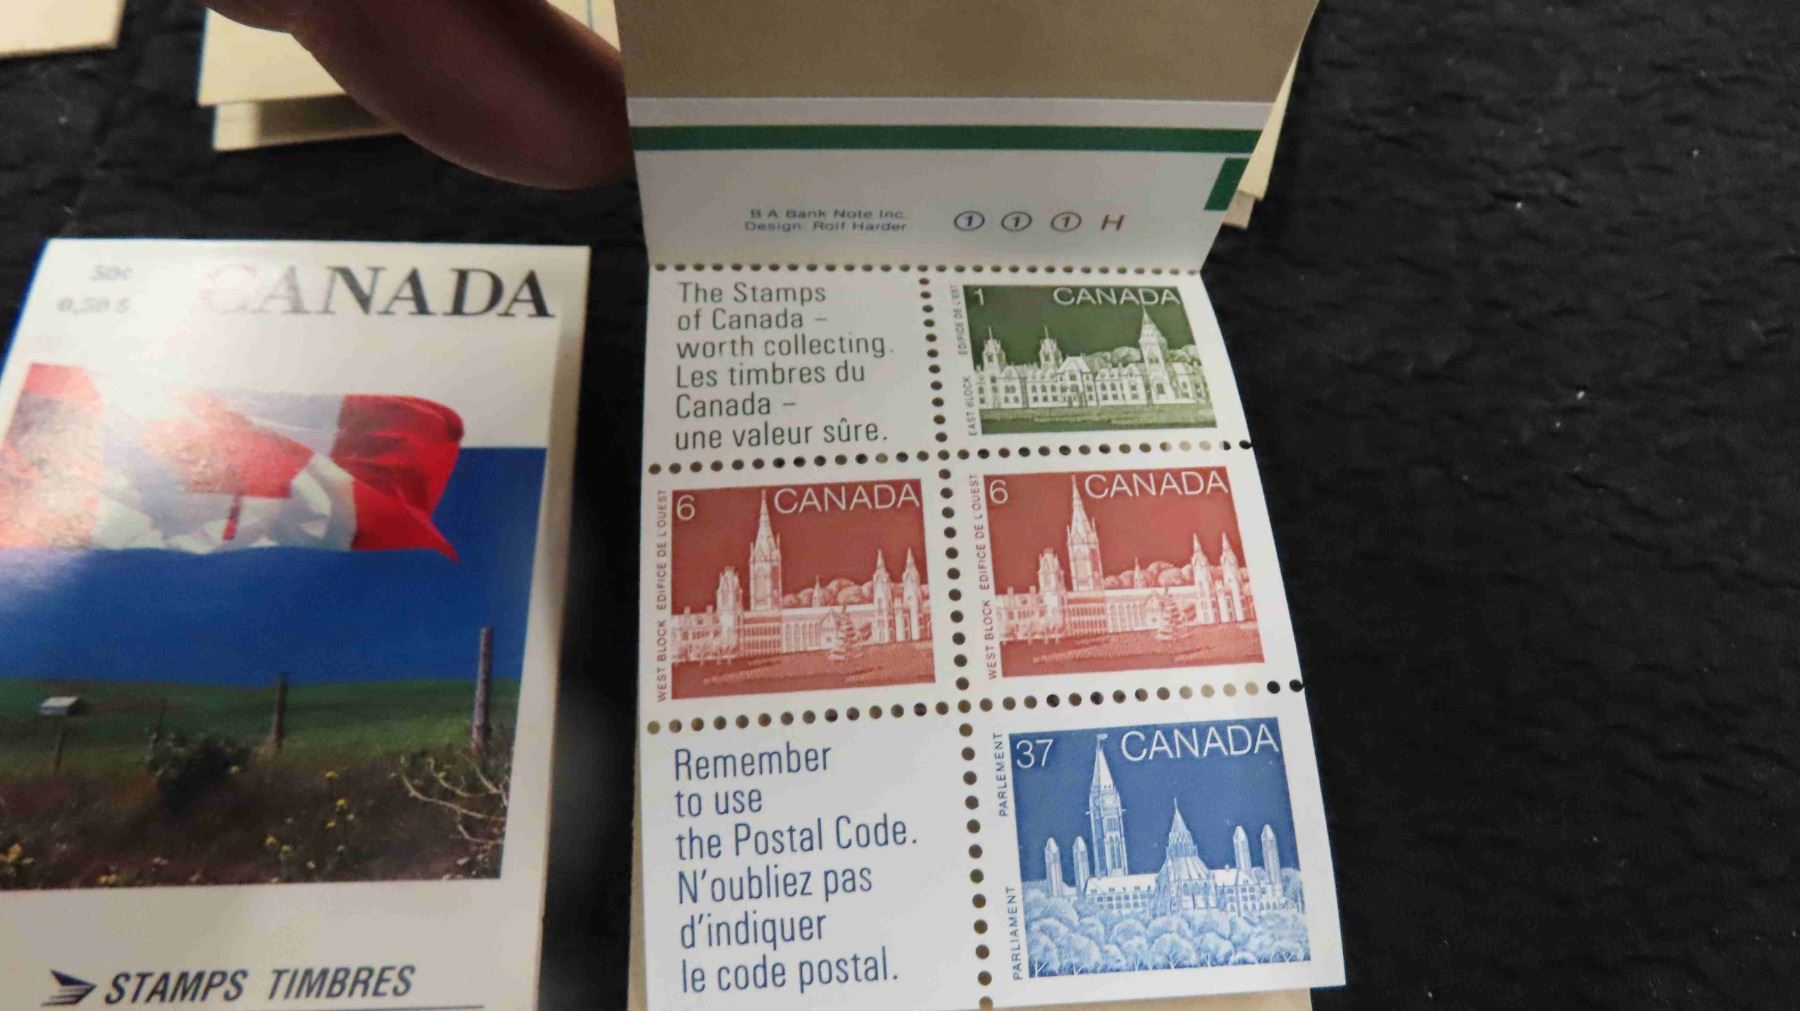 50¢
0,50 $
CANADA
STAMPS TIMBRES
B A Bank Note Inc.
Design: Rolf Harder
1 1 1 H
The Stamps
of Canada –
worth collecting.
Les timbres du
Canada –
une valeur sûre.
1 CANADA
EAST BLOCK ÉDIFICE DE L'EST
6 CANADA
WEST BLOCK ÉDIFICE DE L'OUEST
6 CANADA
WEST BLOCK ÉDIFICE DE L'OUEST
Remember
to use
the Postal Code.
N'oubliez pas
d'indiquer
le code postal.
37 CANADA
PARLIAMENT PARLEMENT